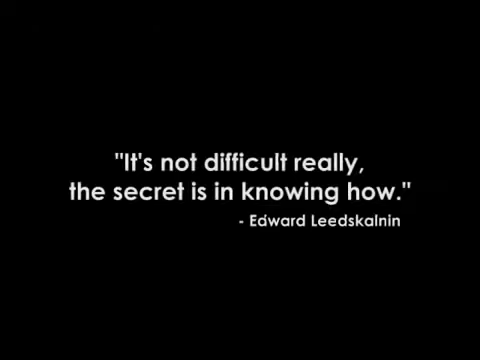 "It's not difficult really,
the secret is in knowing how."
- Edward Leedskalnin